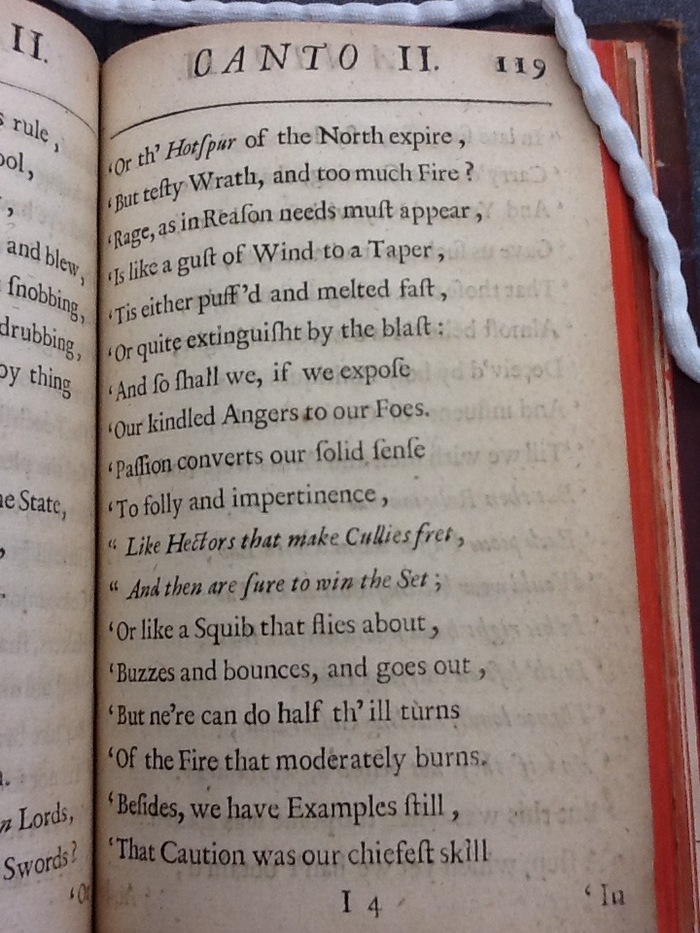 II.
s rule,
ool,
,
and blew,
ſnobbing,
drubbing,
by thing
he State,
,
.
n Lords,
Swords?
CANTO II. 119
‘Or th’ Hotſpur of the North expire,
‘But teſty Wrath, and too much Fire?
‘Rage, as in Reaſon needs muſt appear,
‘Is like a guſt of Wind to a Taper,
‘Tis either puff’d and melted faſt,
‘Or quite extinguiſht by the blaſt:
‘And ſo ſhall we, if we expoſe
‘Our kindled Angers to our Foes.
‘Paſſion converts our ſolid ſenſe
‘To folly and impertinence,
“ Like Hectors that make Cullies fret,
“ And then are ſure to win the Set;
‘Or like a Squib that flies about,
‘Buzzes and bounces, and goes out,
‘But ne’re can do half th’ ill turns
‘Of the Fire that moderately burns.
‘Beſides, we have Examples ſtill,
‘That Caution was our chiefeſt skill
I 4 ‘In